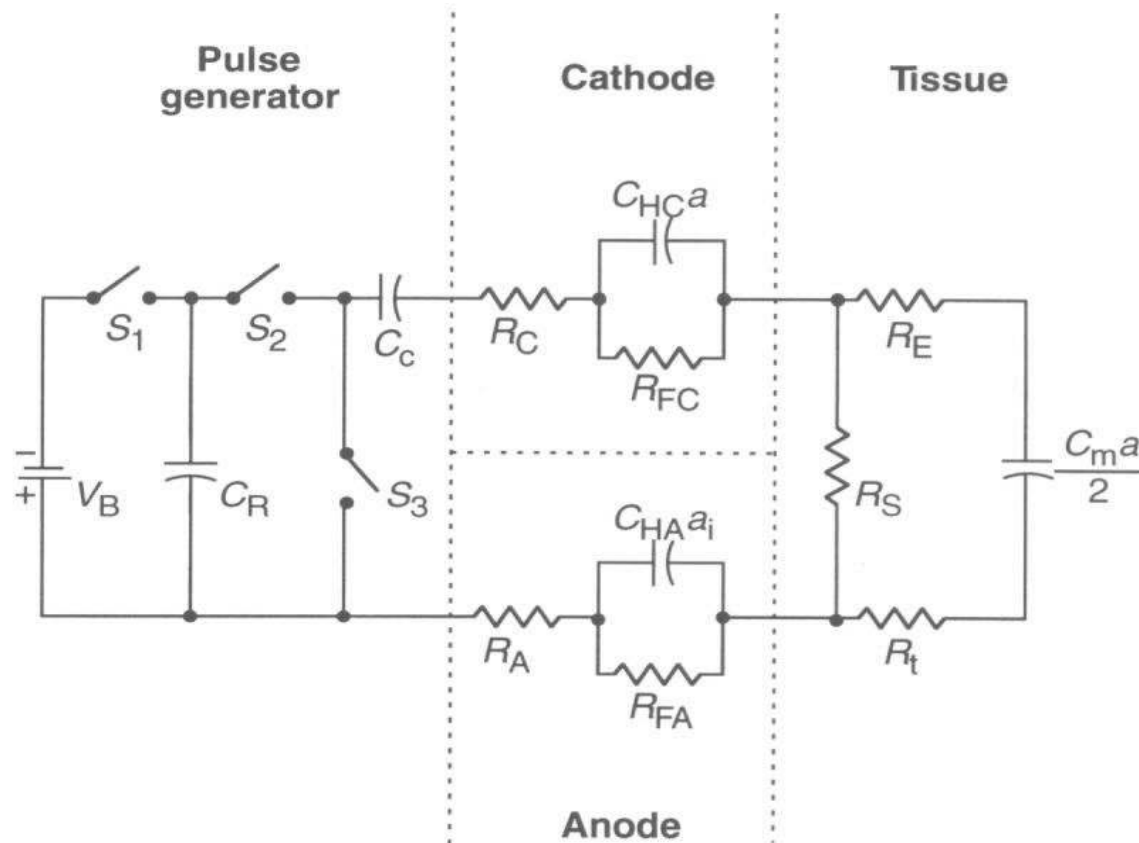 Pulse
generator
Cathode
Tissue
C_HC a
S_1
S_2
C_c
R_C
R_FC
R_E
−
+
V_B
C_R
S_3
R_S
C_m a
2
C_HA a_i
R_A
R_FA
R_t
Anode